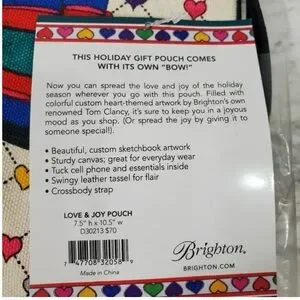 THIS HOLIDAY GIFT POUCH COMES
WITH ITS OWN "BOW!"
Now you can spread the love and joy of the holiday
season wherever you go with this pouch. Filled with
colorful custom heart-themed artwork by Brighton's own
renowned Tom Clancy, it's sure to keep you in a joyous
mood as you shop. (Or spread the joy by giving it to
someone special!).
• Beautiful, custom sketchbook artwork
• Sturdy canvas; great for everyday wear
• Tuck cell phone and essentials inside
• Swingy leather tassel for flair
• Crossbody strap
LOVE & JOY POUCH
7.5" h x 10.5" w
D30213 $70
7 47708 32058 9
Made in China
Brighton®
BRIGHTON.COM